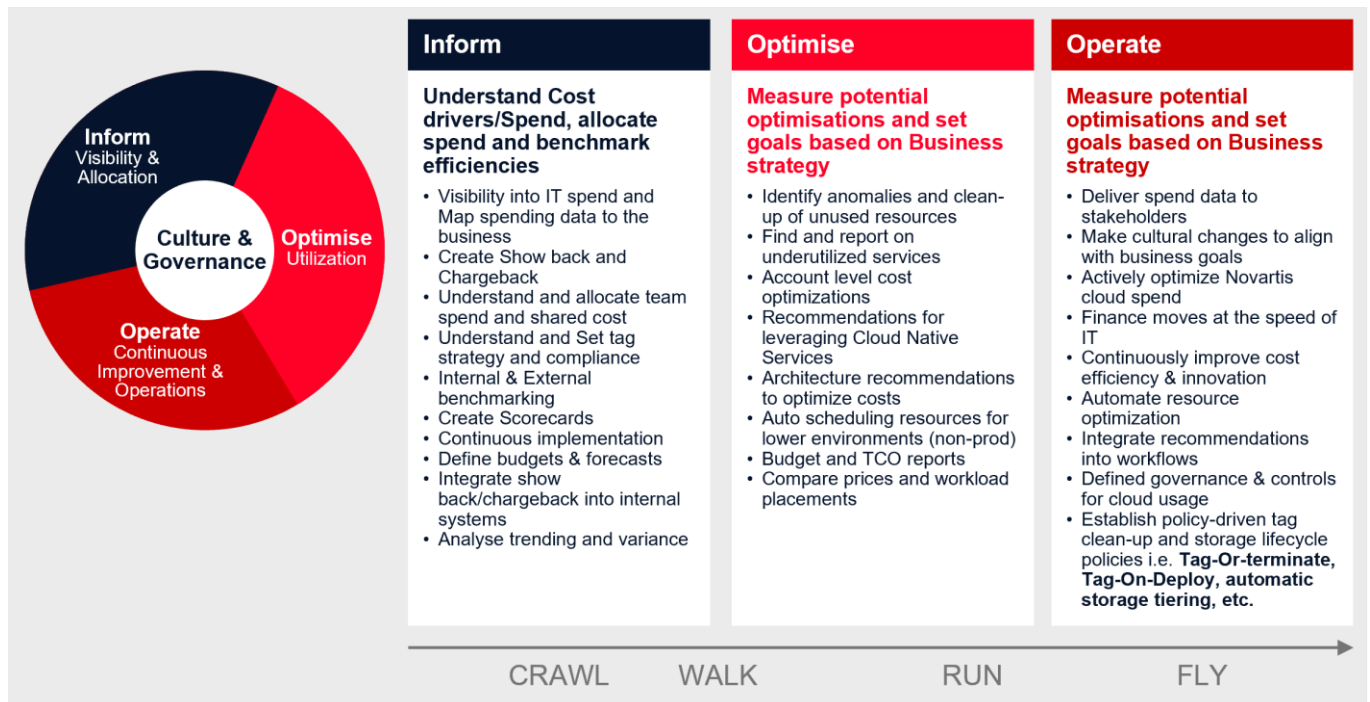 Inform
Visibility &
Allocation
Culture &
Governance
Optimise
Utilization
Operate
Continuous
Improvement &
Operations
Inform
Understand Cost
drivers/Spend, allocate
spend and benchmark
efficiencies
• Visibility into IT spend and
Map spending data to the
business
• Create Show back and
Chargeback
• Understand and allocate team
spend and shared cost
• Understand and Set tag
strategy and compliance
• Internal & External
benchmarking
• Create Scorecards
• Continuous implementation
• Define budgets & forecasts
• Integrate show
back/chargeback into internal
systems
• Analyse trending and variance
Optimise
Measure potential
optimisations and set
goals based on Business
strategy
• Identify anomalies and clean-
up of unused resources
• Find and report on
underutilized services
• Account level cost
optimizations
• Recommendations for
leveraging Cloud Native
Services
• Architecture recommendations
to optimize costs
• Auto scheduling resources for
lower environments (non-prod)
• Budget and TCO reports
• Compare prices and workload
placements
Operate
Measure potential
optimisations and set
goals based on Business
strategy
• Deliver spend data to
stakeholders
• Make cultural changes to align
with business goals
• Actively optimize Novartis
cloud spend
• Finance moves at the speed of
IT
• Continuously improve cost
efficiency & innovation
• Automate resource
optimization
• Integrate recommendations
into workflows
• Defined governance & controls
for cloud usage
• Establish policy-driven tag
clean-up and storage lifecycle
policies i.e. Tag-Or-terminate,
Tag-On-Deploy, automatic
storage tiering, etc.
CRAWL WALK RUN FLY